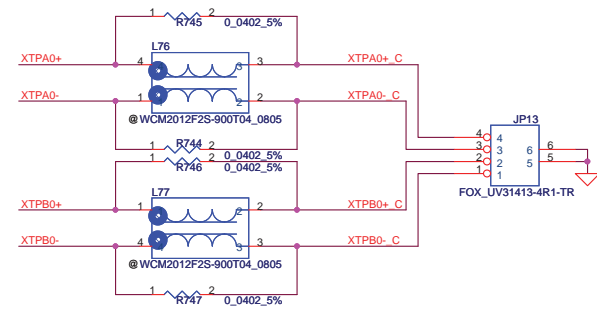 1 2
R745 0_0402_5%
L76
XTPA0+ 4 3 3 XTPA0+_C
XTPA0- 1 2 XTPA0-_C
@WCM2012F2S-900T04_0805
JP13
4 4
3 3 6 6
2 2 5 5
1 1
FOX_UV31413-4R1-TR
R744
1 2 0_0402_5%
1 R746 2 0_0402_5%
L77
XTPB0+ 1 2 2 XTPB0+_C
XTPB0- 4 3 3 XTPB0-_C
@WCM2012F2S-900T04_0805
1 2
R747 0_0402_5%